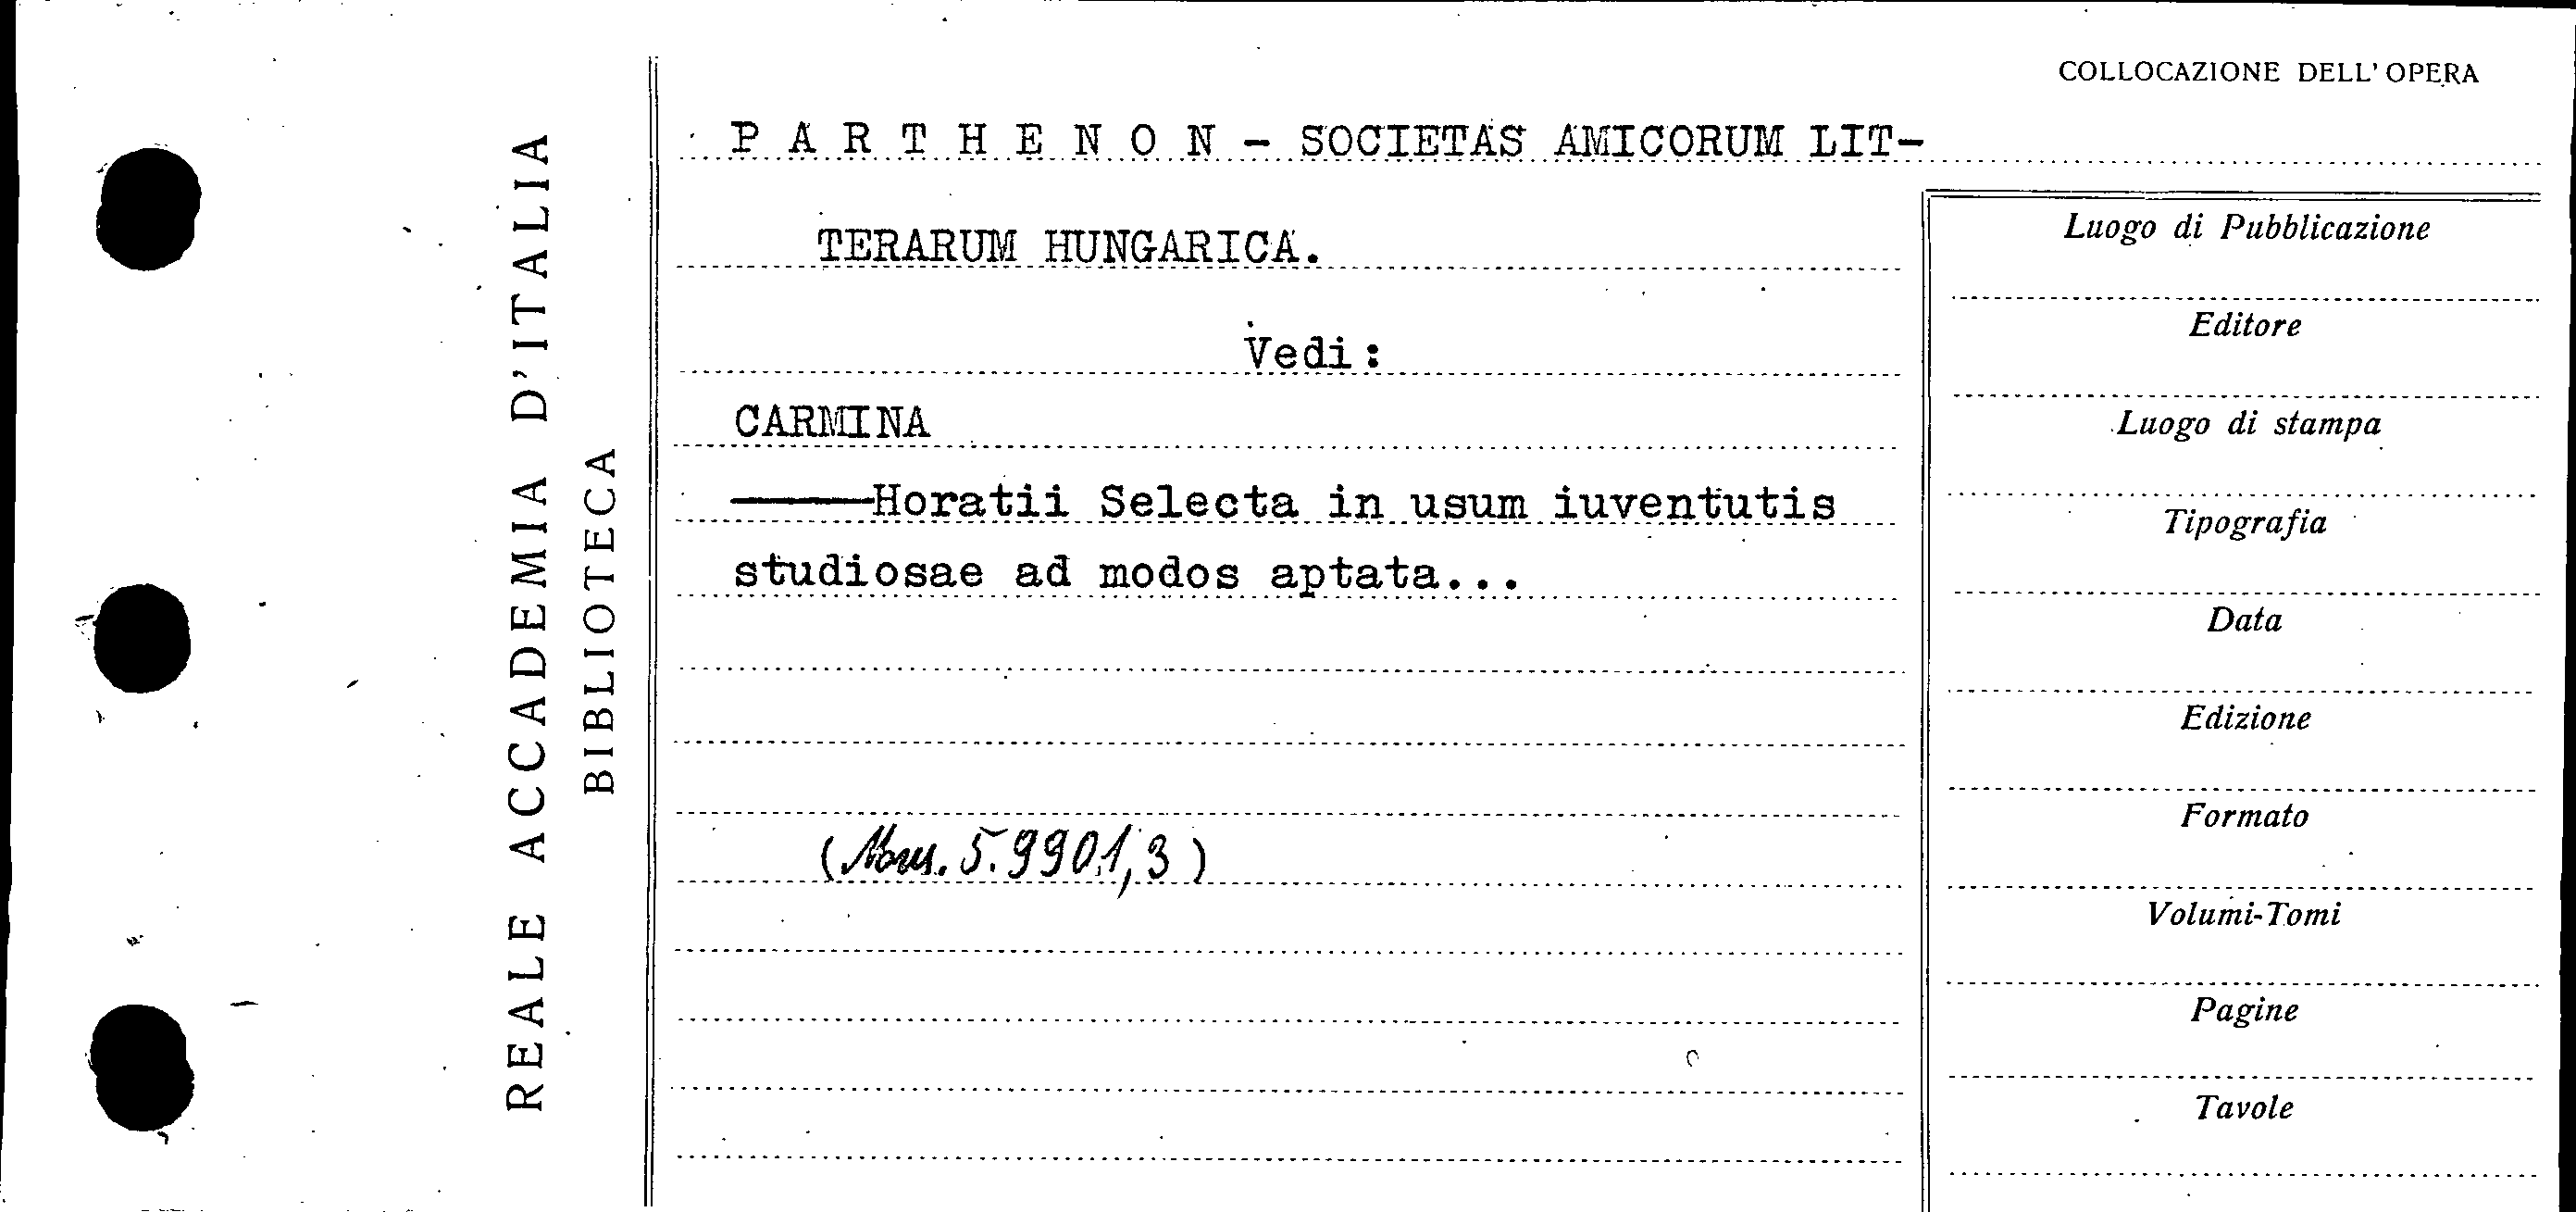 REALE ACCADEMIA D'ITALIA
BIBLIOTECA
COLLOCAZIONE DELL' OPERA
P A R T H E N O N - SOCIETAS AMICORUM LIT-
TERARUM HUNGARICA.
Vedi:
CARMINA
———Horatii Selecta in usum iuventutis
studiosae ad modos aptata...
5.9901,3)
Luogo di Pubblicazione
Editore
Luogo di stampa
Tipografia
Data
Edizione
Formato
Volumi-Tomi
Pagine
Tavole